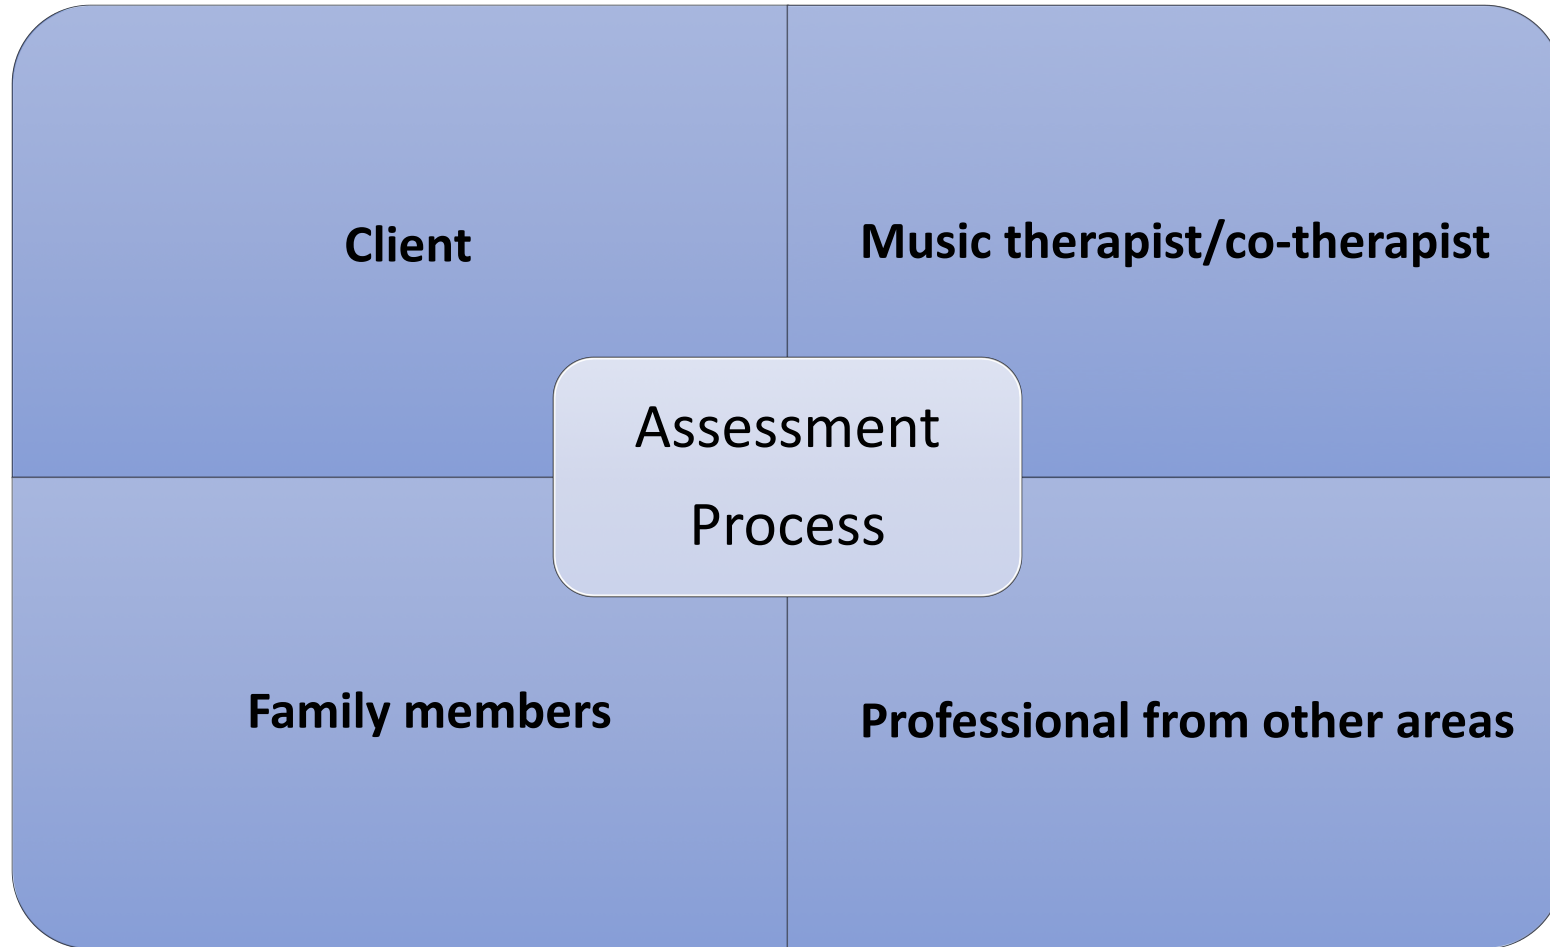 Client
Music therapist/co-therapist
Assessment
Process
Family members
Professional from other areas